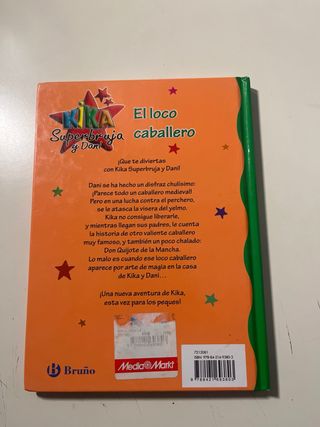 KIKA
Superbruja
y Dani
El loco
caballero
¡Que te diviertas
con Kika Superbruja y Dani!
Dani se ha hecho un disfraz chulísimo:
¡Parece todo un caballero medieval!
Pero en una lucha contra el perchero,
se le atasca la visera del yelmo.
Kika no consigue liberarle,
y mientras llegan sus padres, le cuenta
la historia de otro valiente caballero
muy famoso, y también un poco chalado:
Don Quijote de la Mancha.
Lo malo es cuando ese loco caballero
aparece por arte de magia en la casa
de Kika y Dani…
¡Una nueva aventura de Kika,
esta vez para los peques!
Media Markt
Bruño